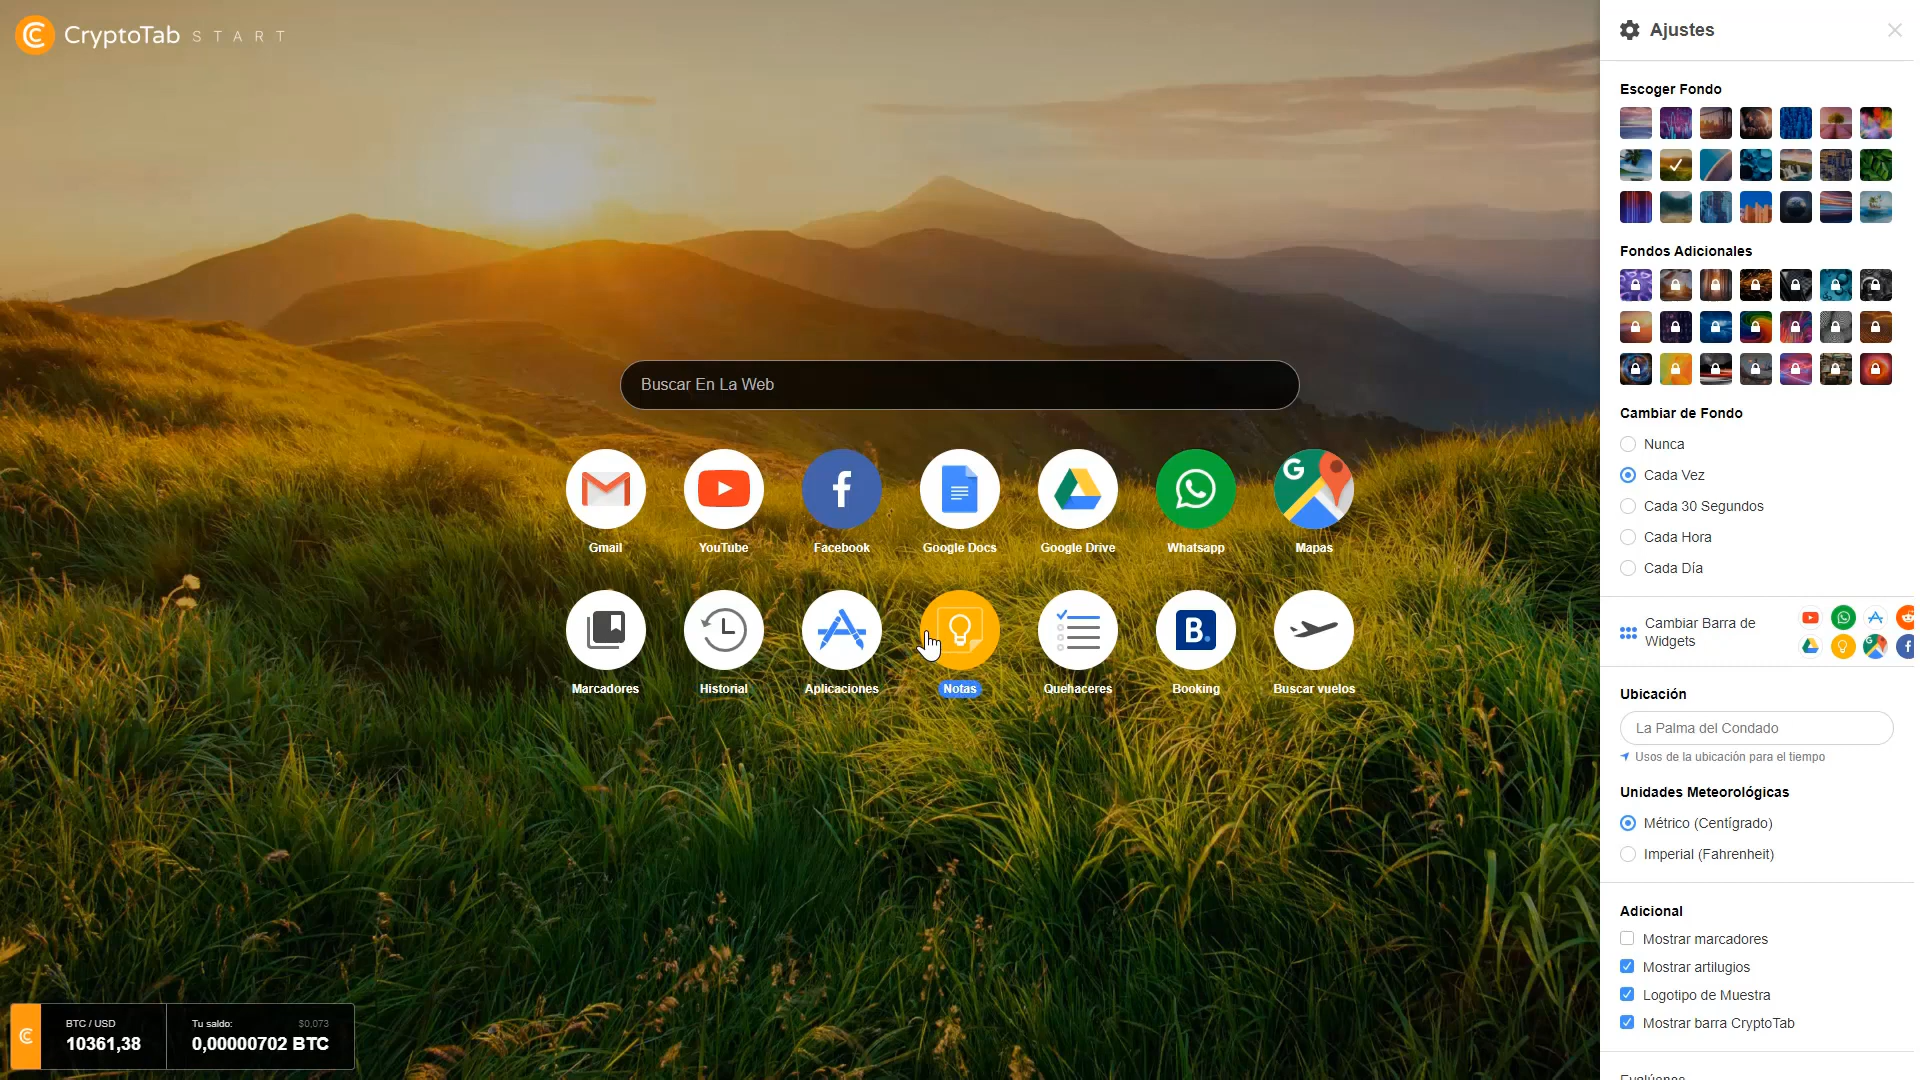 CryptoTab START
Buscar En La Web
Gmail
YouTube
Facebook
Google Docs
Google Drive
Whatsapp
Mapas
Marcadores
Historial
Aplicaciones
Notas
Quehaceres
Booking
Buscar vuelos
BTC / USD
10361,38
Tu saldo: $0,073
0,00000702 BTC
Ajustes
Escoger Fondo
Fondos Adicionales
Cambiar de Fondo
Nunca
Cada Vez
Cada 30 Segundos
Cada Hora
Cada Día
Cambiar Barra de
Widgets
Ubicación
La Palma del Condado
Usos de la ubicación para el tiempo
Unidades Meteorológicas
Métrico (Centígrado)
Imperial (Fahrenheit)
Adicional
Mostrar marcadores
Mostrar artilugios
Logotipo de Muestra
Mostrar barra CryptoTab